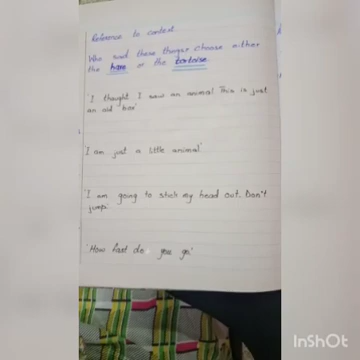 Reference to context
Who said these things choose either
the hare or the tortoise.
'I thought I saw an animal. This is just
an old box'
'I am just a little animal'
'I am going to stick my head out. Don't
jump.'
'How fast do you go'
InShOt